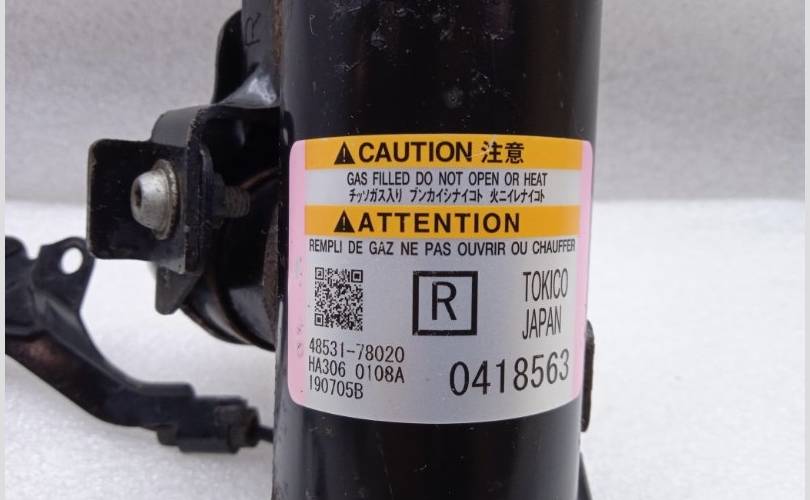 R
CAUTION 注意
GAS FILLED DO NOT OPEN OR HEAT
チッソガス入リ ブンカイシナイコト 火ニイレナイコト
ATTENTION
REMPLI DE GAZ NE PAS OUVRIR OU CHAUFFER
R
TOKICO
JAPAN
48531-78020
HA306 0108A
190705B
0418563